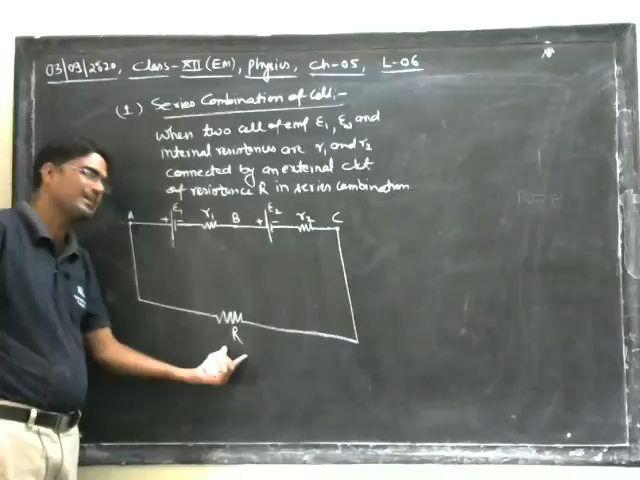 03/09/2020, Class-XII(EM), Physics, Ch-05, L-06
(1) Series Combination of cell:-
When two cell of emf E1, E2 and
internal resistances are r1 and r2
connected by an external ckt
of resistance R in series combination
A + E1 - r1 B + E2 - r2 C
R